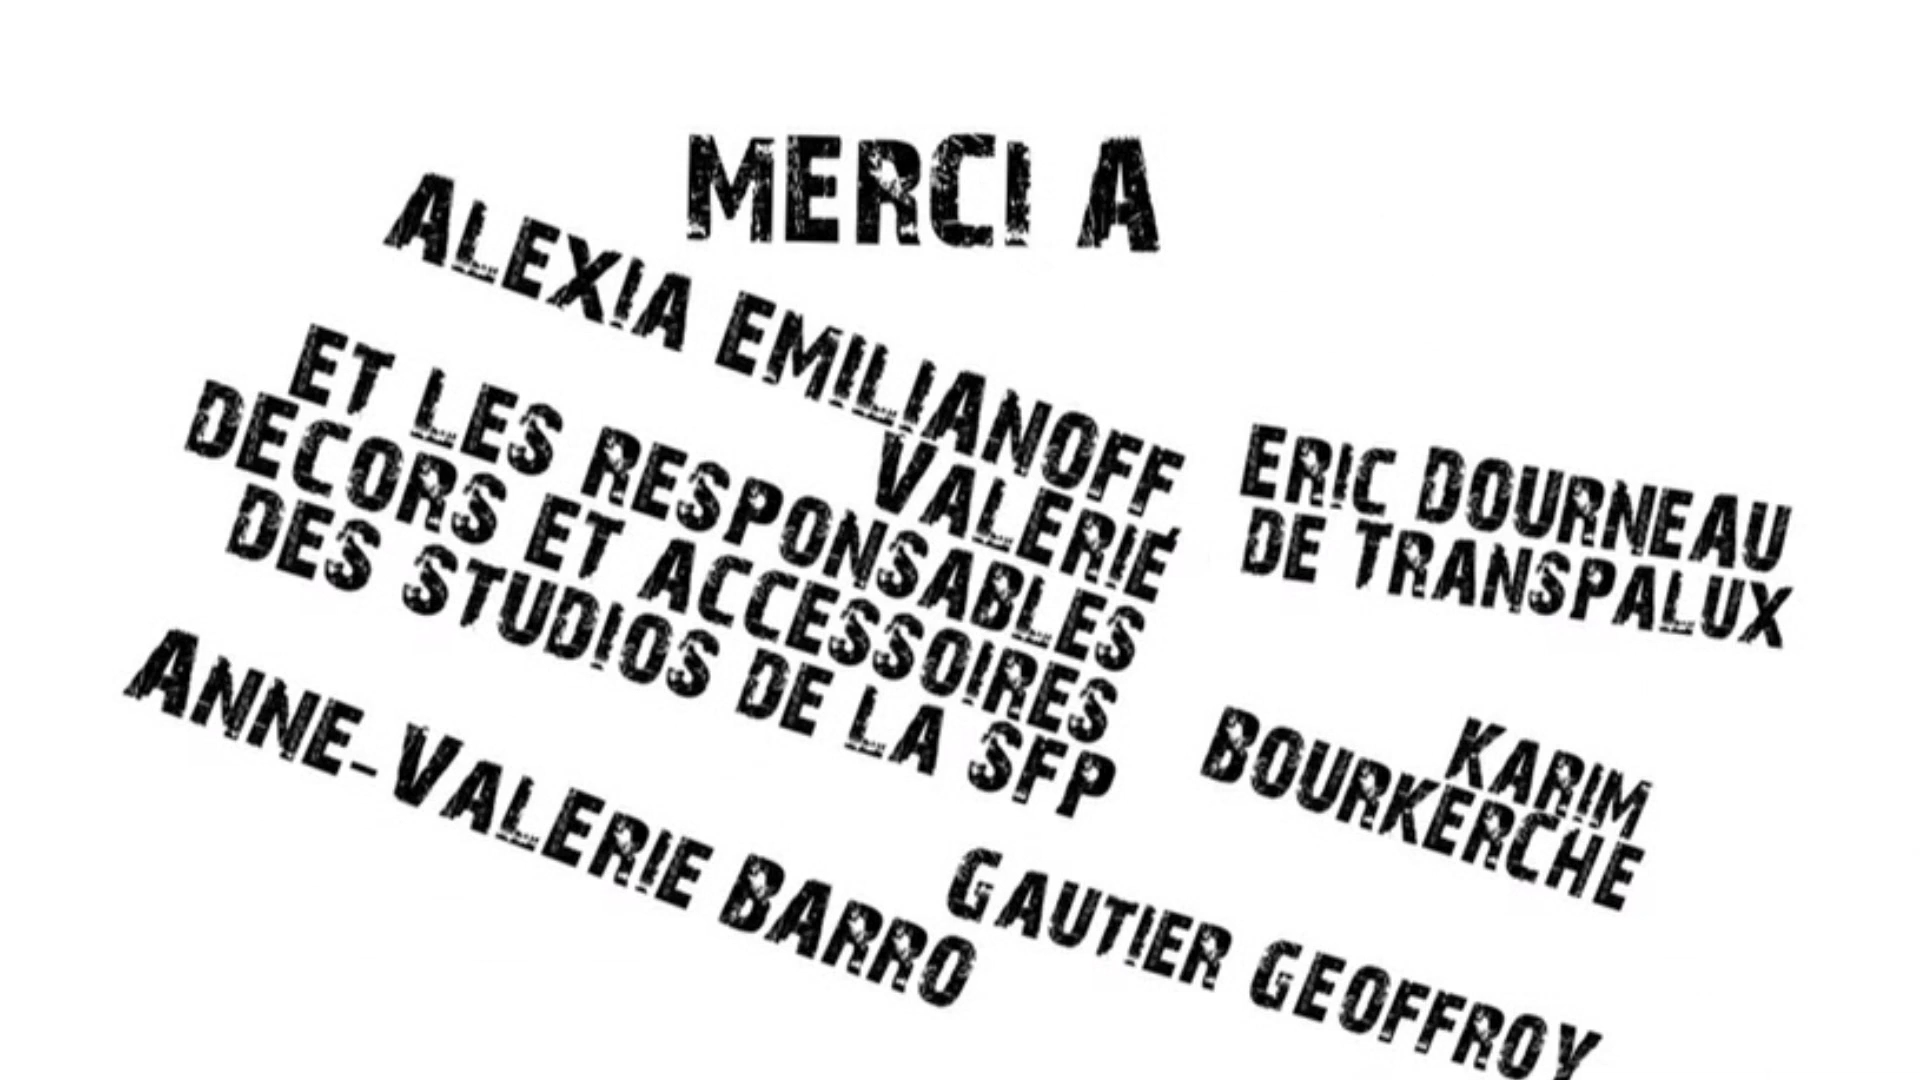 MERCI A
ALEXIA EMILIANOFF
VALERIE
ET LES RESPONSABLES
DECORS ET ACCESSOIRES
DES STUDIOS DE LA SFP
ERIC DOURNEAU
DE TRANSPALUX
KARIM
BOURKERCHE
ANNE-VALERIE BARRO
GAUTIER GEOFFROY